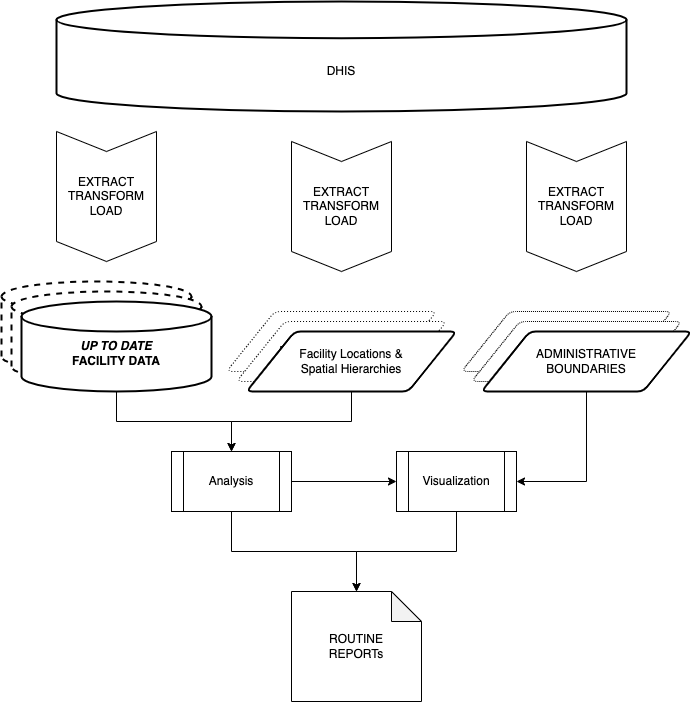 DHIS
EXTRACT
TRANSFORM
LOAD
EXTRACT
TRANSFORM
LOAD
EXTRACT
TRANSFORM
LOAD
UP TO DATE
FACILITY DATA
Facility Locations &
Spatial Hierarchies
ADMINISTRATIVE
BOUNDARIES
Analysis
Visualization
ROUTINE
REPORTs